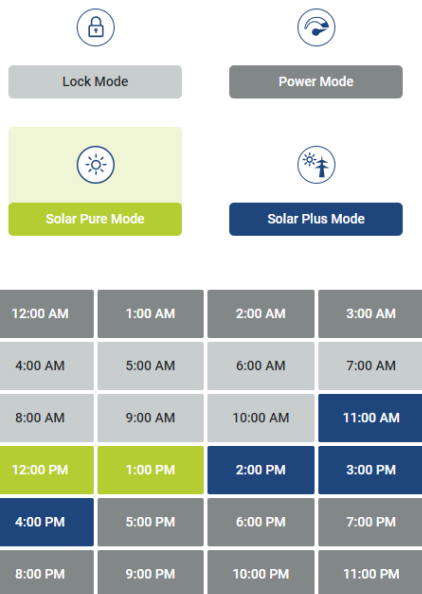 Lock Mode
Power Mode
Solar Pure Mode
Solar Plus Mode
12:00 AM 1:00 AM 2:00 AM 3:00 AM
4:00 AM 5:00 AM 6:00 AM 7:00 AM
8:00 AM 9:00 AM 10:00 AM 11:00 AM
12:00 PM 1:00 PM 2:00 PM 3:00 PM
4:00 PM 5:00 PM 6:00 PM 7:00 PM
8:00 PM 9:00 PM 10:00 PM 11:00 PM